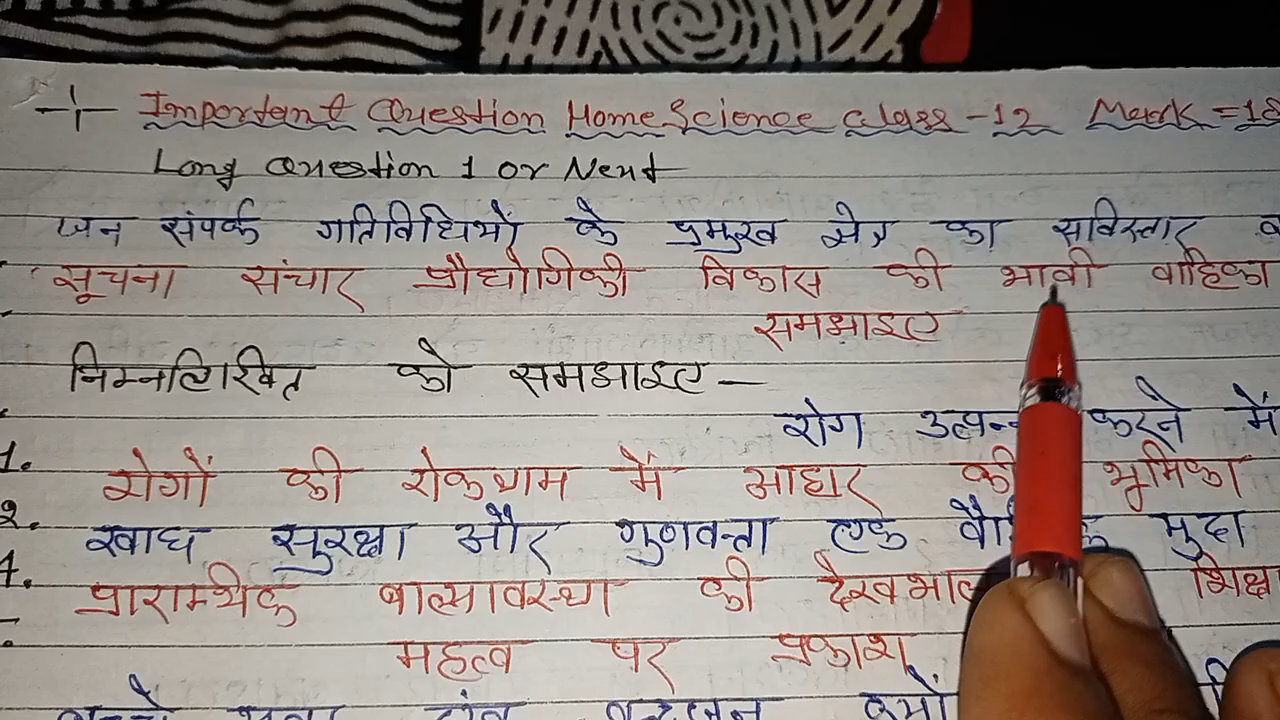 Important Question Home Science class-12 Mark = 18
Long Question 1 or Next
जन संपर्क गतिविधियों के प्रमुख क्षेत्र का सविस्तार
सूचना संचार प्रौद्योगिकी विकास की भावी वाहिका
समझाइए
निम्नलिखित को समझाइए –
रोग उत्पन्न करने में
1. रोगों की रोकथाम में आहार की भूमिका
2. खाद्य सुरक्षा और गुणवत्ता एक मुद्दा
4. प्रारम्भिक बाल्यावस्था की देखभाल शिक्षा
महत्व पर प्रकाश